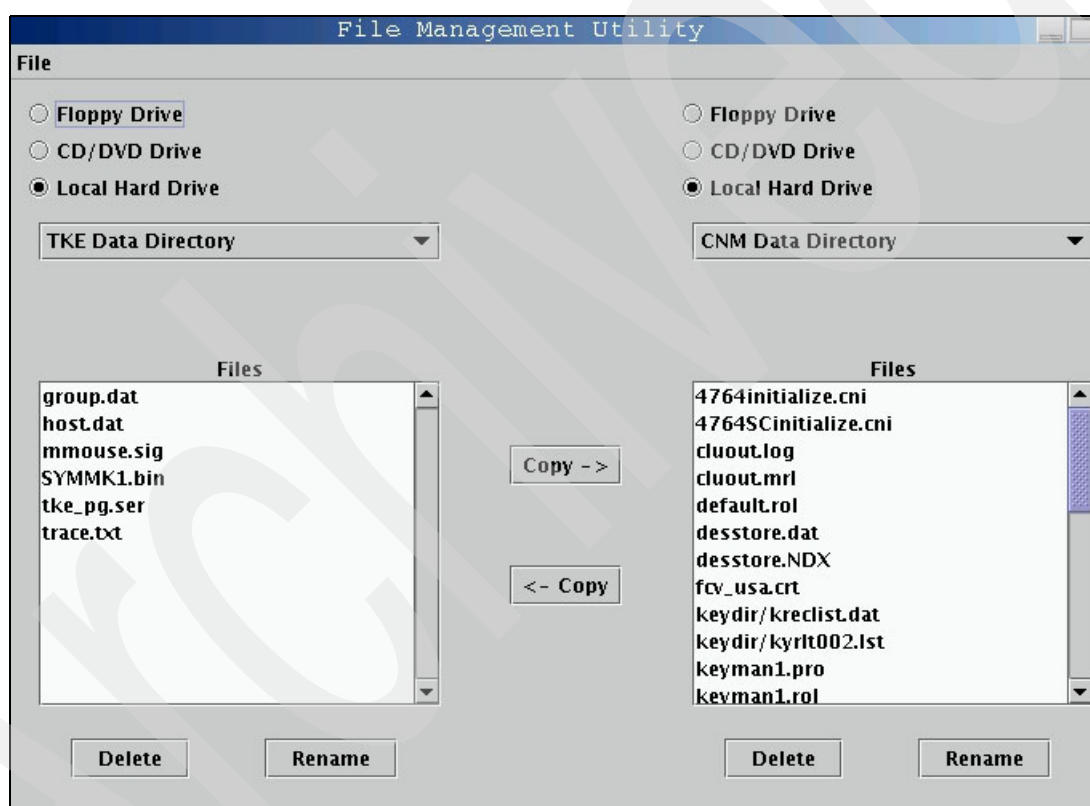 File Management Utility
File
Floppy Drive
CD/DVD Drive
Local Hard Drive
TKE Data Directory
Files
group.dat
host.dat
mmouse.sig
SYMMK1.bin
tke_pg.ser
trace.txt
Delete
Rename
Copy ->
<- Copy
Floppy Drive
CD/DVD Drive
Local Hard Drive
CNM Data Directory
Files
4764initialize.cni
4764SCinitialize.cni
cluout.log
cluout.mrl
default.rol
desstore.dat
desstore.NDX
fcv_usa.crt
keydir/kreclist.dat
keydir/kyrlt002.lst
keyman1.pro
keyman1.rol
Delete
Rename